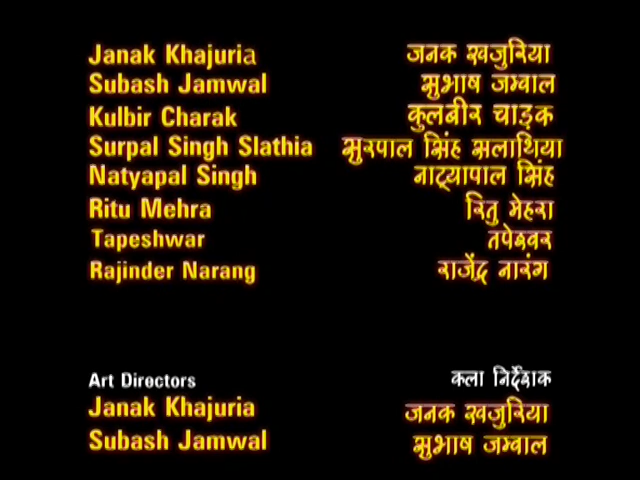 Janak Khajuria जनक खजुरिया
Subash Jamwal सुभाष जम्वाल
Kulbir Charak कुलबीर चाड़क
Surpal Singh Slathia सुरपाल सिंह सलाथिया
Natyapal Singh नाट्यापाल सिंह
Ritu Mehra रितु मेहरा
Tapeshwar तपेश्वर
Rajinder Narang राजेंद्र नारंग
Art Directors कला निर्देशक
Janak Khajuria जनक खजुरिया
Subash Jamwal सुभाष जम्वाल